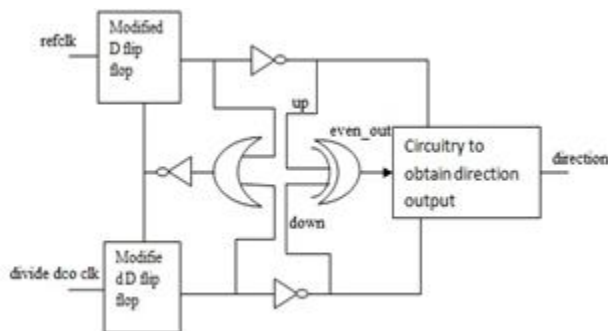 refclk
Modified
D flip
flop
up
even_out
Circuitry to
obtain direction
output
direction
down
divide dco clk
Modifie
d D flip
flop